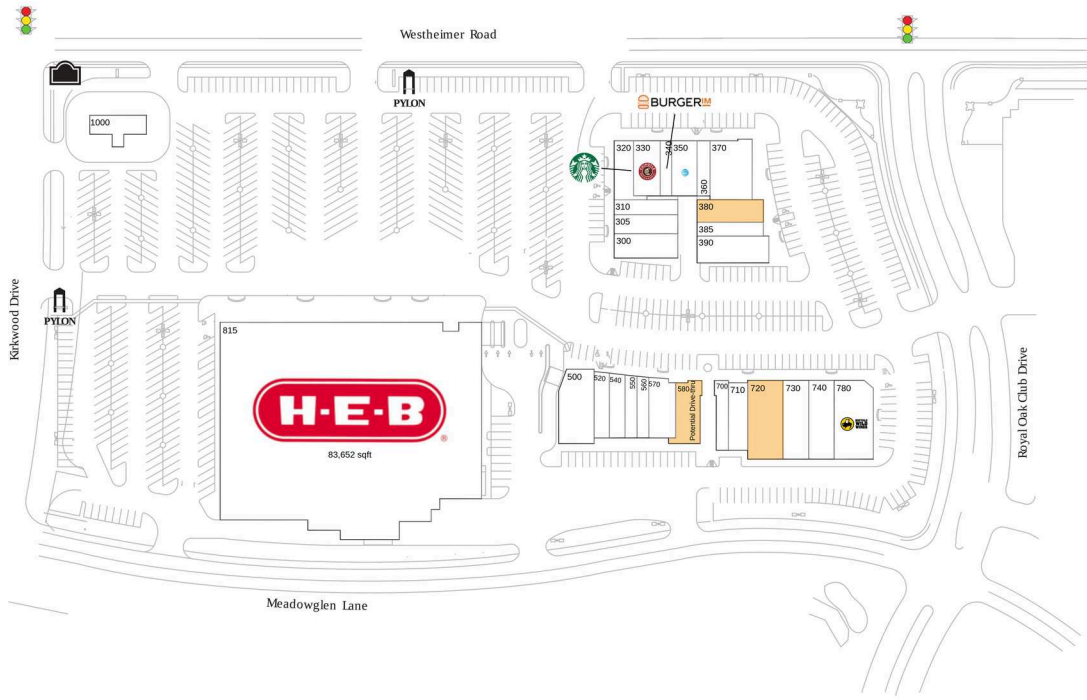 Westheimer Road
PYLON
BURGERIM
1000
320
330
340
350
360
370
310
305
300
380
385
390
Kirkwood Drive
PYLON
815
H-E-B
®
83,652 sqft
500
520
540
550
560
570
580
Potential Drive-thru
700
710
720
730
740
780
Royal Oak Club Drive
Meadowglen Lane